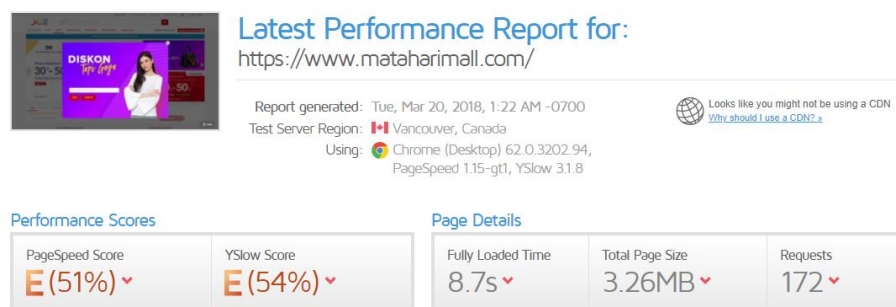 DISKON
Tapi Gaya
Latest Performance Report for:
https://www.mataharimall.com/
Report generated: Tue, Mar 20, 2018, 1:22 AM -0700
Test Server Region: Vancouver, Canada
Using: Chrome (Desktop) 62.0.3202.94,
PageSpeed 1.15-gt1, YSlow 3.1.8
Looks like you might not be using a CDN
Why should I use a CDN? »
Performance Scores
PageSpeed Score
E (51%)
YSlow Score
E (54%)
Page Details
Fully Loaded Time
8.7s
Total Page Size
3.26MB
Requests
172